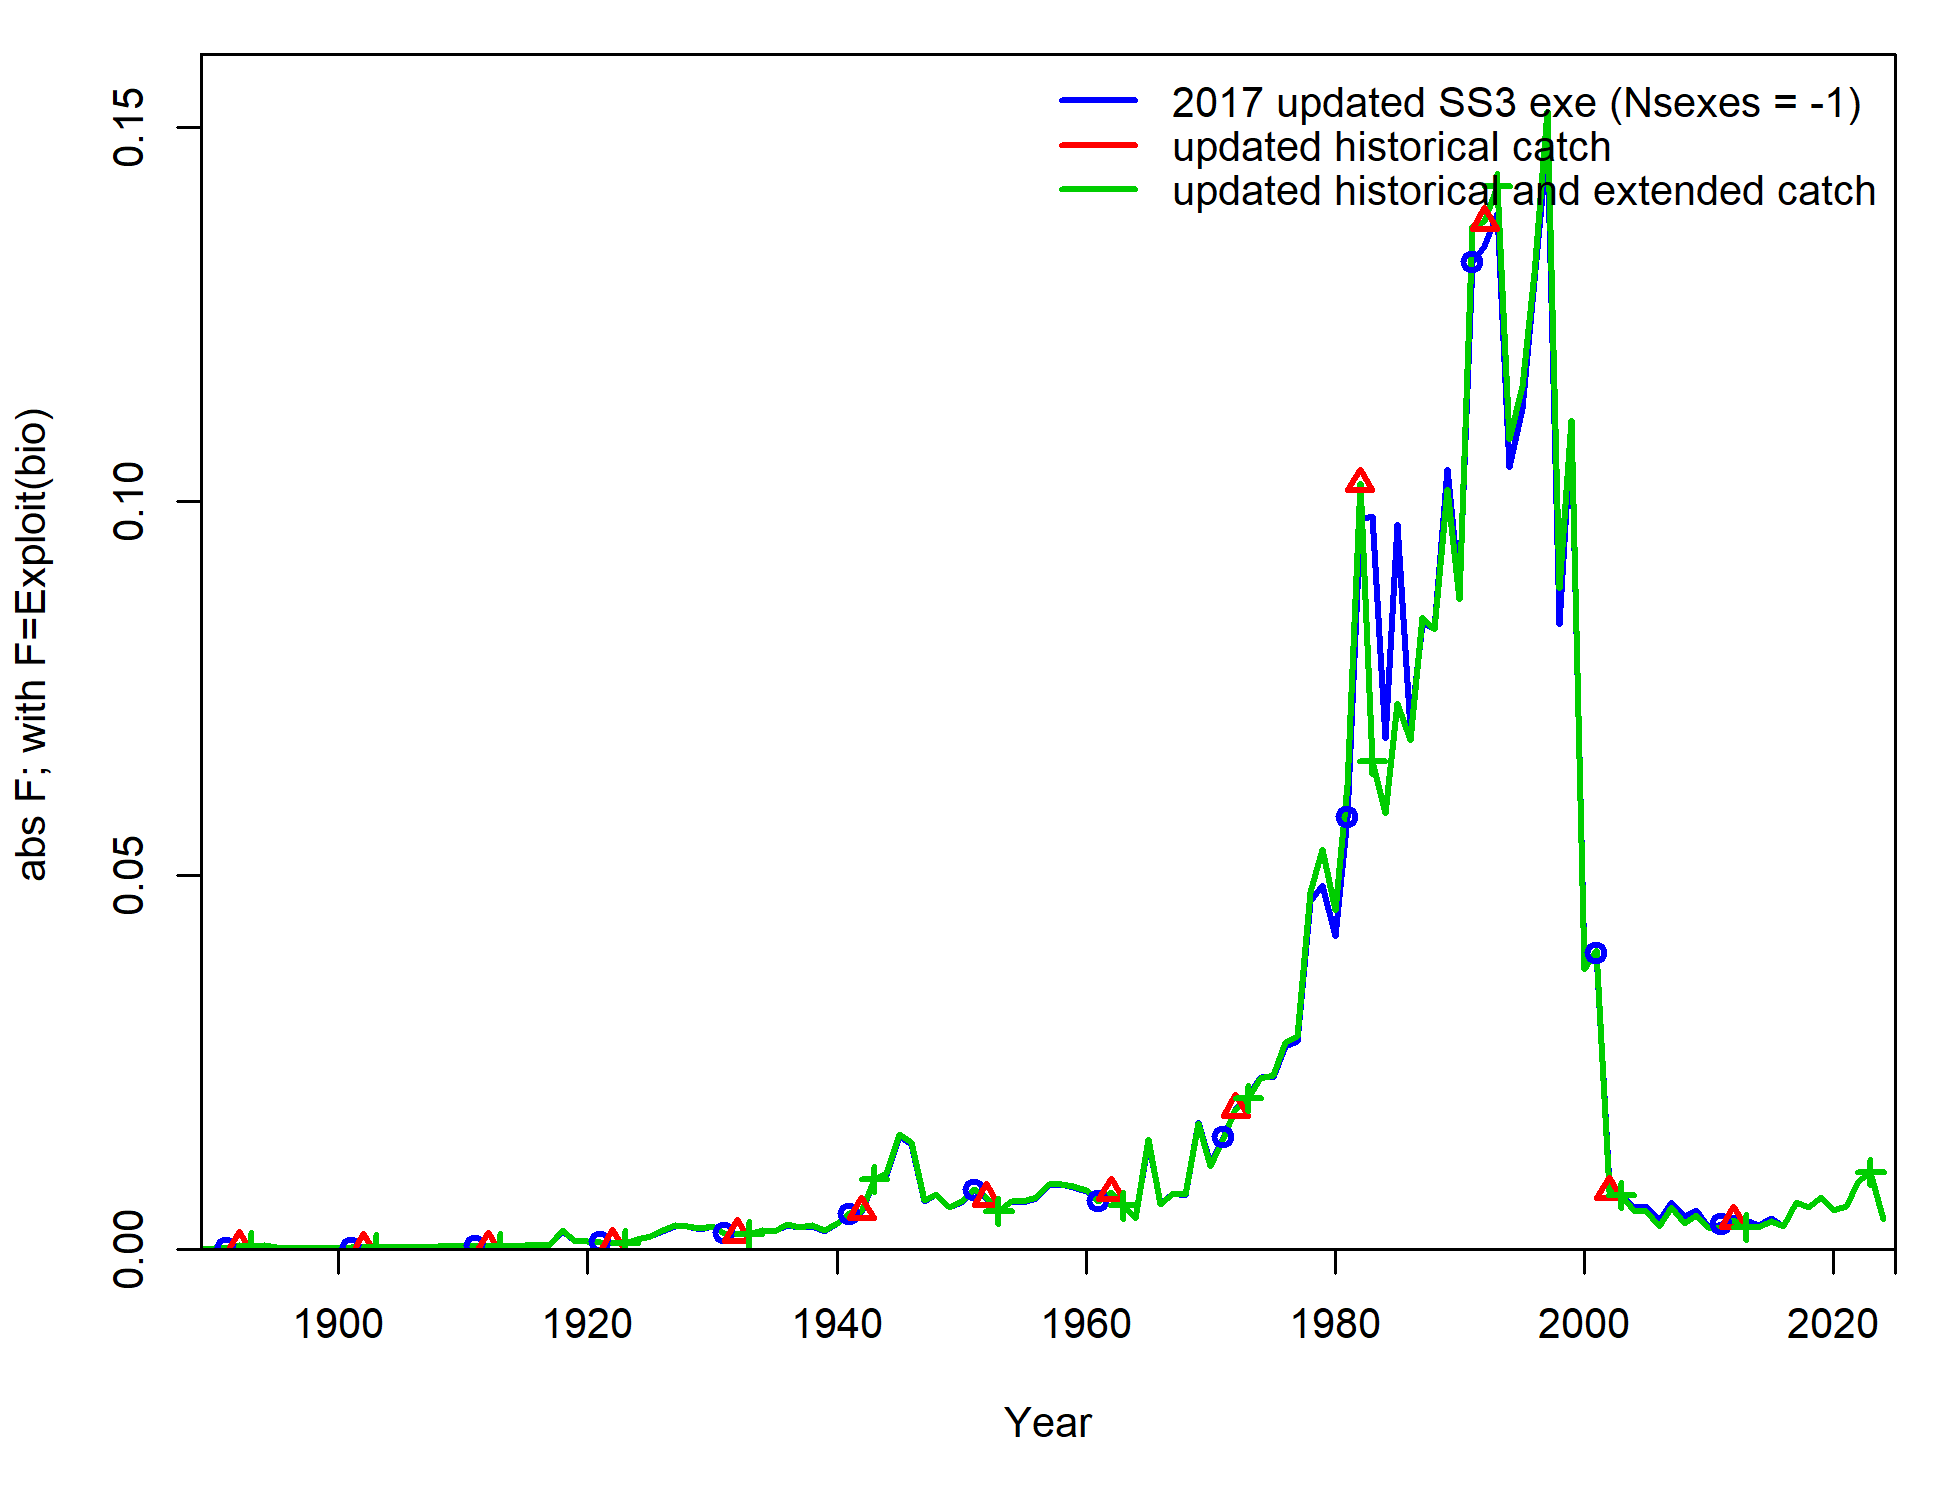 2017 updated SS3 exe (Nsexes = -1)
updated historical catch
updated historical and extended catch
abs F; with F=Exploit(bio)
0.15
0.10
0.05
0.00
1900 1920 1940 1960 1980 2000 2020
Year